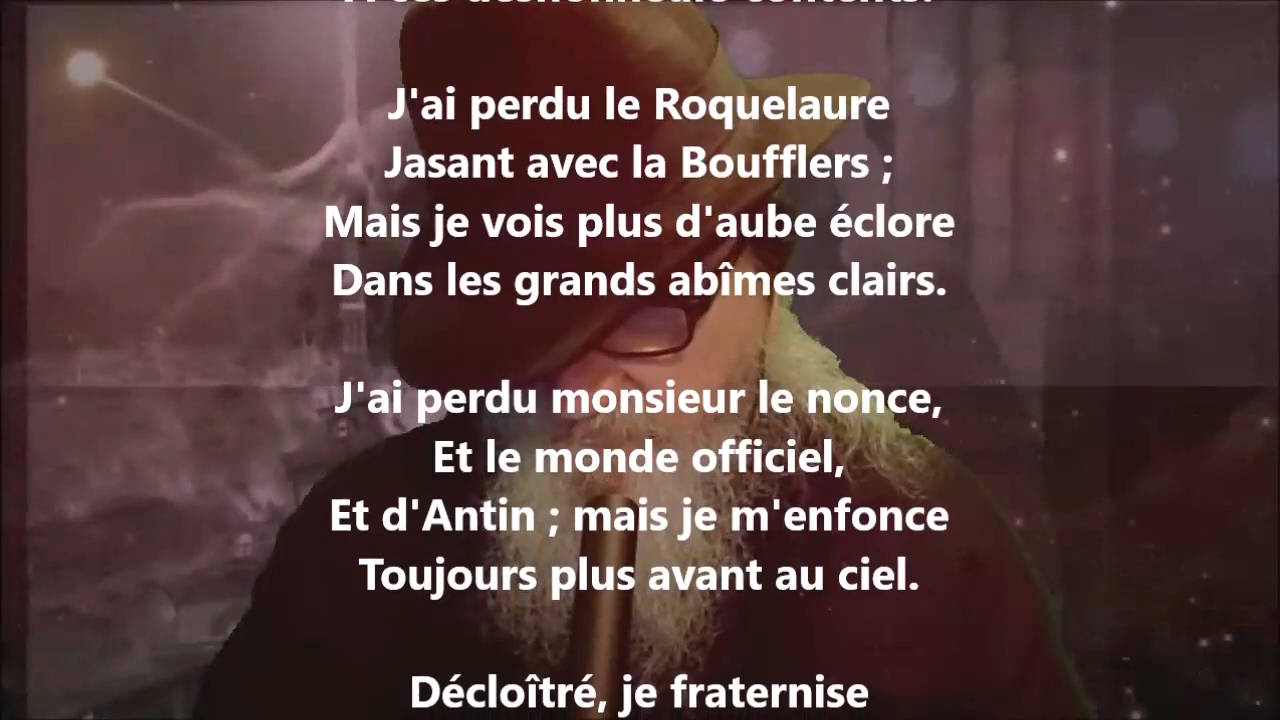 J'ai perdu le Roquelaure
Jasant avec la Boufflers ;
Mais je vois plus d'aube éclore
Dans les grands abîmes clairs.
J'ai perdu monsieur le nonce,
Et le monde officiel,
Et d'Antin ; mais je m'enfonce
Toujours plus avant au ciel.
Décloîtré, je fraternise